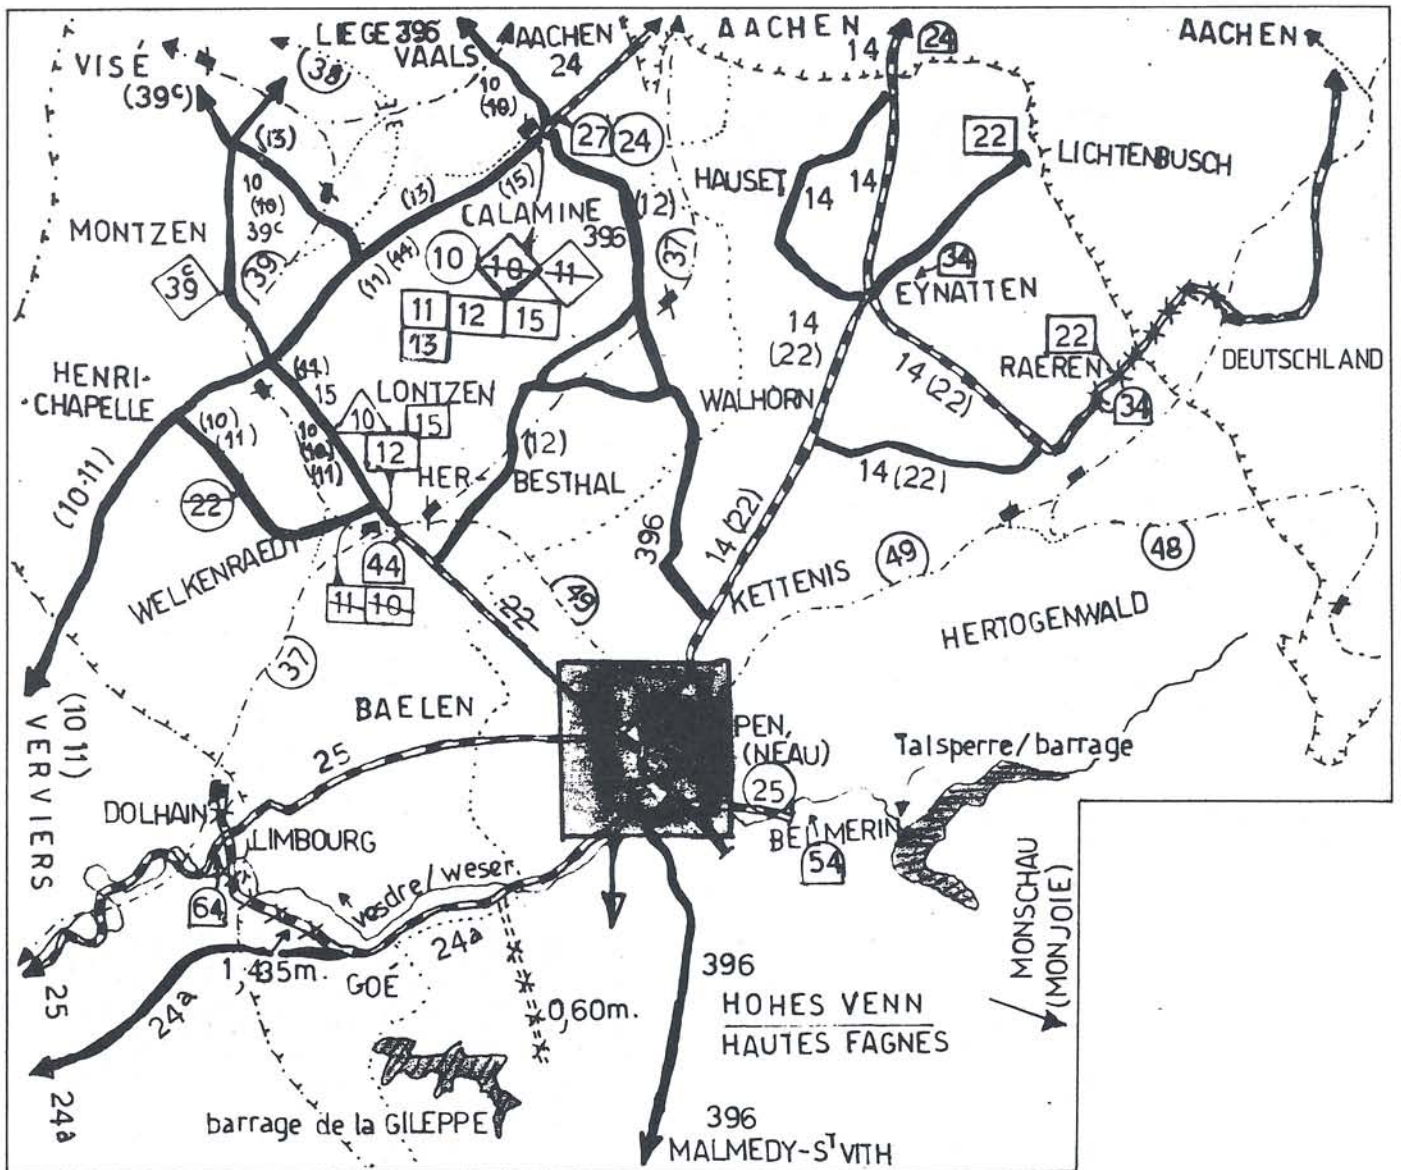 LIEGE 396
VAALS
AACHEN
24
AACHEN
14
24
AACHEN
VISÉ
(39ᶜ)
38
10
(10)
(13)
27
24
22
LICHTENBUSCH
HAUSET
14
14
10
(10)
39ᶜ
(13)
(15)
(12)
MONTZEN
39
CALAMINE
396
37
39ᶜ
(11)
(11)
10
10
11
34
EYNATTEN
11
12
15
13
14
(22)
22
RAEREN
DEUTSCHLAND
HENRI-
CHAPELLE
(11)
15
LONTZEN
10
15
WALHORN
14(22)
34
(10)
(11)
10
(10)
(11)
12
HER-
BESTHAL
(12)
14(22)
(10·11)
22
44
396
14(22)
WELKENRAEDT
11
10
49
KETTENIS
49
48
22
HERTOGENWALD
37
(10 11)
VERVIERS
BAELEN
25
PEN,
(NEAU)
Talsperre/barrage
25
DOLHAIN
LIMBOURG
BELLMERIN
54
64
vesdre/weser.
24a
MONSCHAU
(MONJOIE)
1,435m.
GOÉ
25
24a
0,60m.
396
HOHES VENN
HAUTES FAGNES
24a
barrage de la GILEPPE
396
MALMEDY-Sᵀ VITH